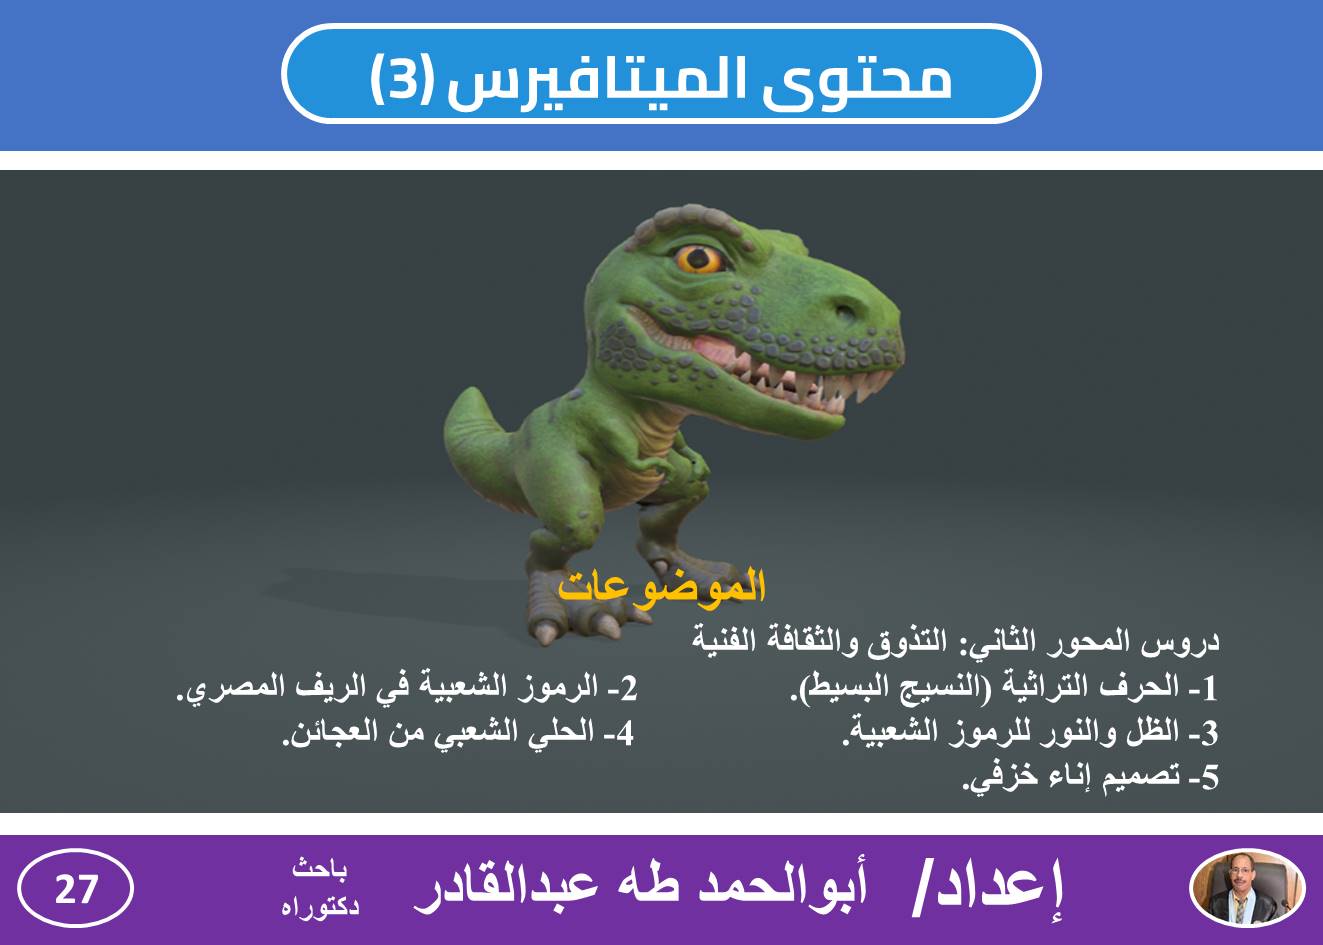 محتوى الميتافيرس (3)
الموضوعات
دروس المحور الثاني: التذوق والثقافة الفنية
1- الحرف التراثية (النسيج البسيط).
2- الرموز الشعبية في الريف المصري.
3- الظل والنور للرموز الشعبية.
4- الحلي الشعبي من العجائن.
5- تصميم إناء خزفي.
إعداد/ أبوالحمد طه عبدالقادر
باحث
دكتوراه
27